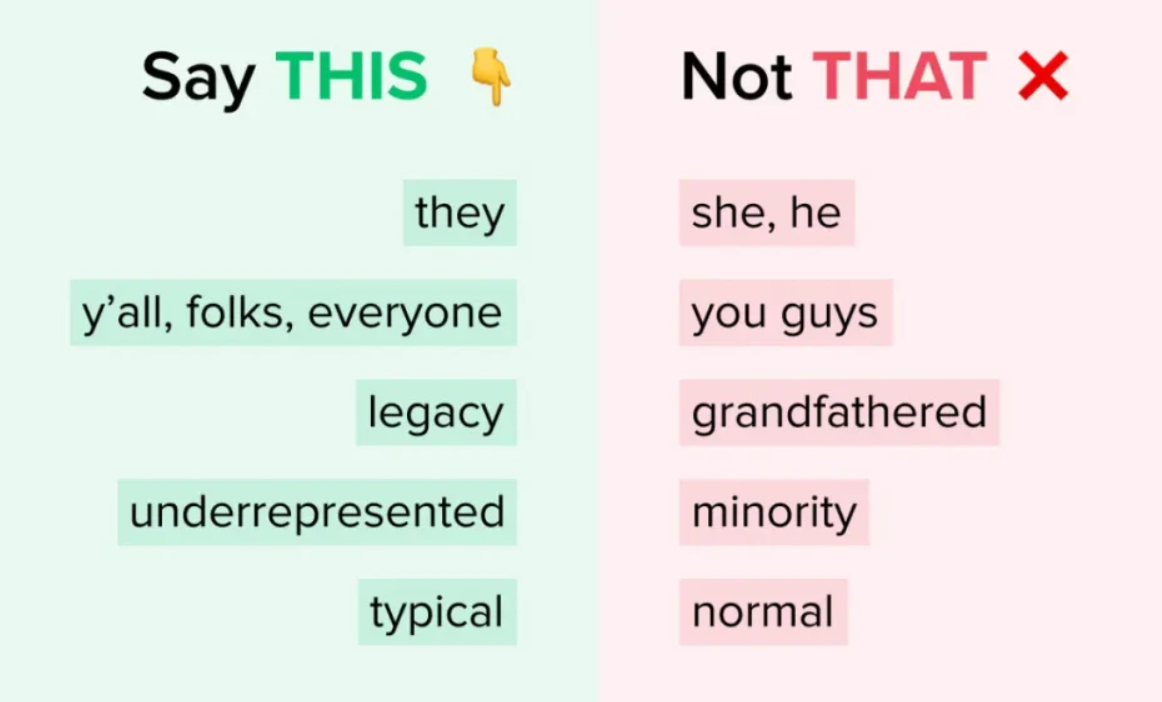 Say THIS 👇
Not THAT ❌
they
she, he
y’all, folks, everyone
you guys
legacy
grandfathered
underrepresented
minority
typical
normal